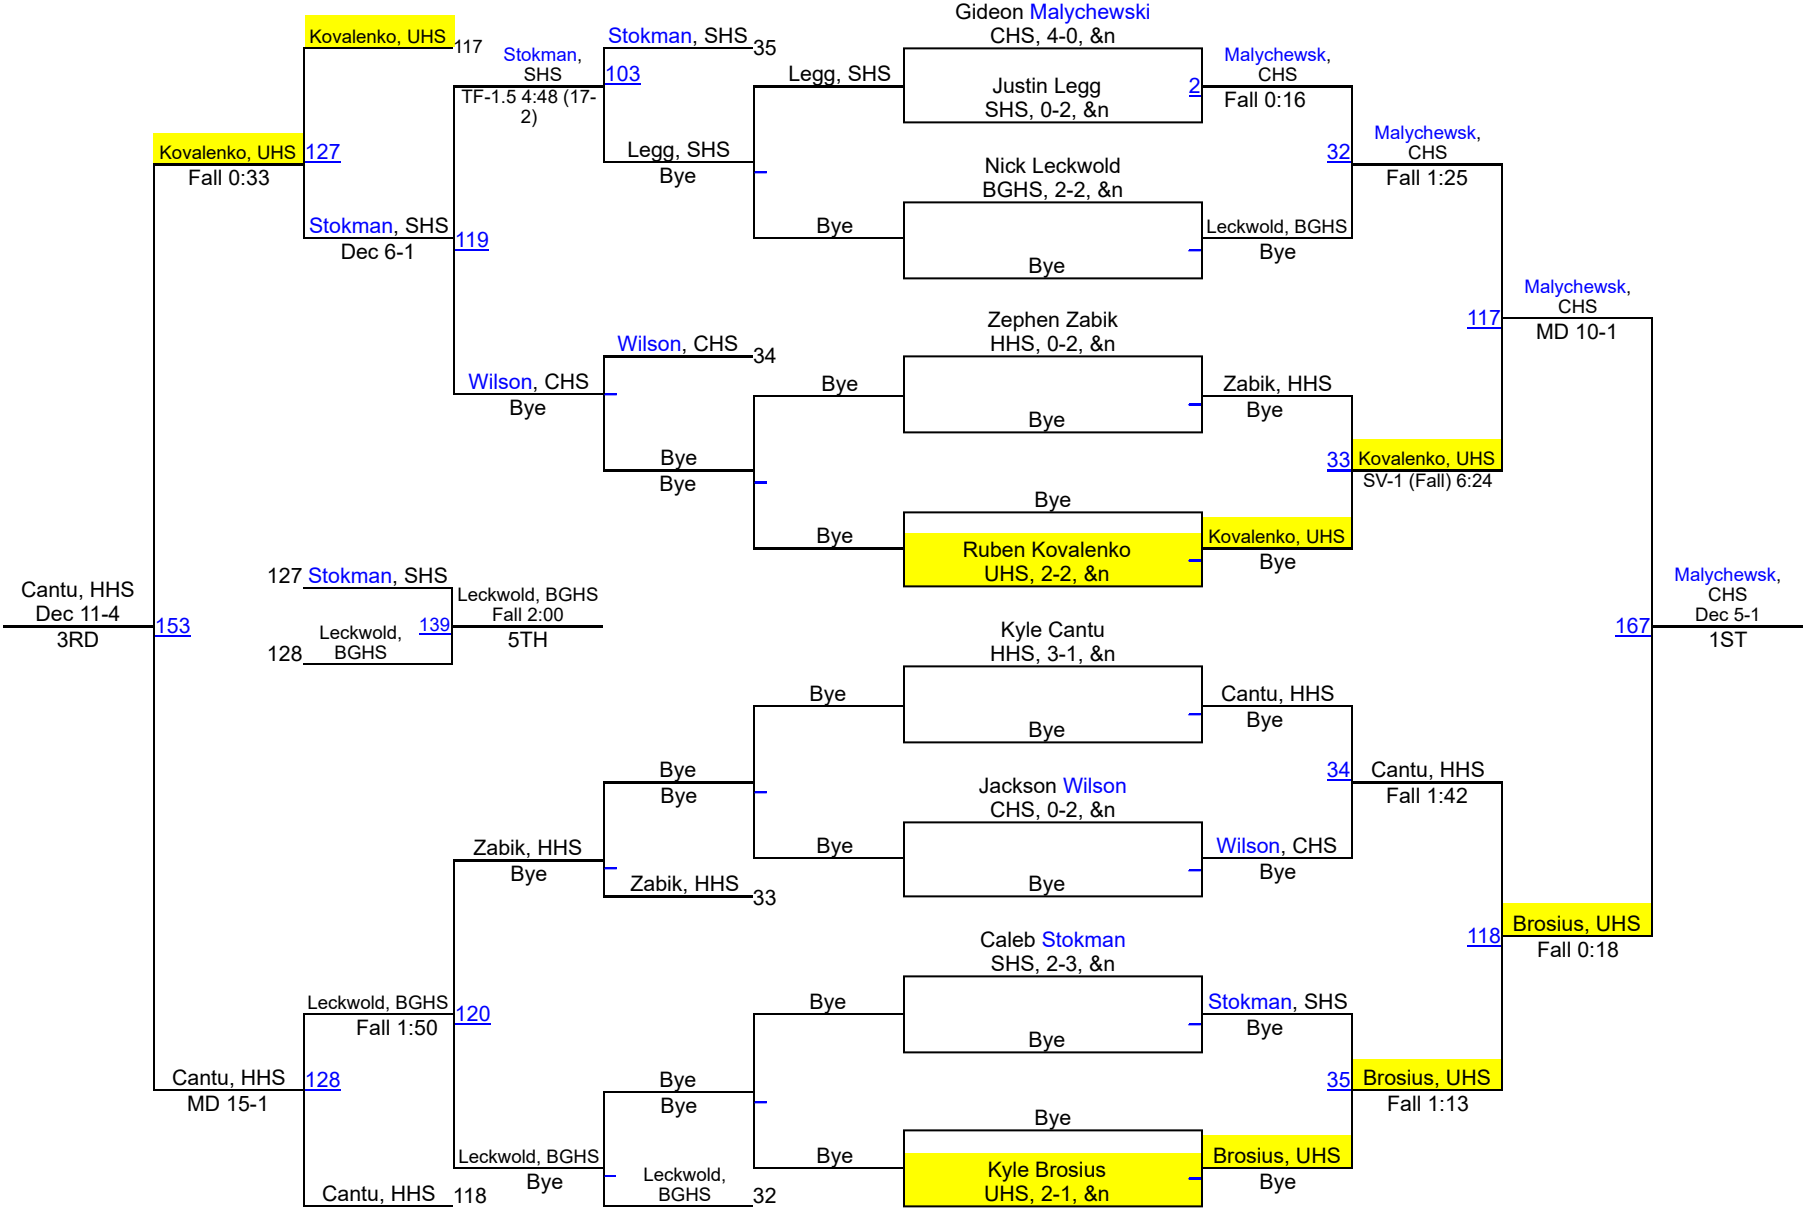 Gideon Malychewski
CHS, 4-0, &n
Kovalenko, UHS
117
Stokman,
SHS
TF-1.5 4:48 (17-
2)
Stokman, SHS
35
103
Legg, SHS
Justin Legg
SHS, 0-2, &n
2
Malychewsk,
CHS
Fall 0:16
Kovalenko, UHS
Fall 0:33
127
Legg, SHS
Bye
Nick Leckwold
BGHS, 2-2, &n
32
Malychewsk,
CHS
Fall 1:25
Stokman, SHS
Dec 6-1
119
Bye
Bye
Leckwold, BGHS
Bye
Wilson, CHS
34
Zephen Zabik
HHS, 0-2, &n
117
Malychewsk,
CHS
MD 10-1
Wilson, CHS
Bye
Bye
Bye
Zabik, HHS
Bye
Bye
Bye
33
Kovalenko, UHS
SV-1 (Fall) 6:24
Bye
Bye
Ruben Kovalenko
UHS, 2-2, &n
Kovalenko, UHS
Bye
Cantu, HHS
Dec 11-4
3RD
153
127
Stokman, SHS
Leckwold,
BGHS
128
139
Leckwold, BGHS
Fall 2:00
5TH
Kyle Cantu
HHS, 3-1, &n
167
Malychewsk,
CHS
Dec 5-1
1ST
Bye
Bye
Cantu, HHS
Bye
Bye
Bye
Jackson Wilson
CHS, 0-2, &n
34
Cantu, HHS
Fall 1:42
Zabik, HHS
Bye
Zabik, HHS
33
Bye
Bye
Wilson, CHS
Bye
Caleb Stokman
SHS, 2-3, &n
118
Brosius, UHS
Fall 0:18
Leckwold, BGHS
Fall 1:50
120
Bye
Bye
Stokman, SHS
Bye
Cantu, HHS
MD 15-1
128
Bye
Bye
Bye
35
Brosius, UHS
Fall 1:13
Leckwold, BGHS
Bye
Leckwold,
BGHS
32
Bye
Kyle Brosius
UHS, 2-1, &n
Brosius, UHS
Bye
Cantu, HHS
118